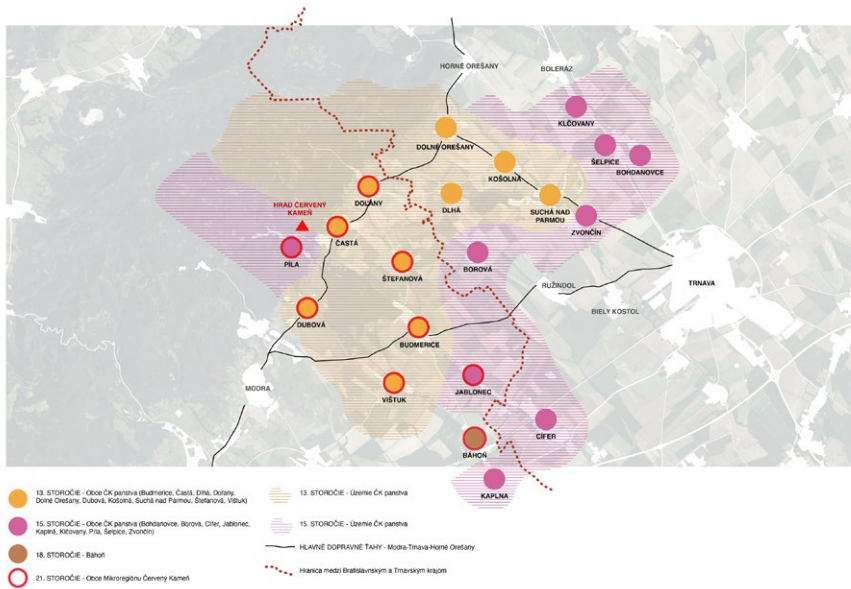 HORNÉ OREŠANY
BOLERÁZ
KLČOVANY
DOLNÉ OREŠANY
ŠELPICE
BOHDANOVCE
KOŠOLNÁ
DOĽANY
DLHÁ
SUCHÁ NAD
PARMOU
ZVONČÍN
HRAD ČERVENÝ
KAMEŇ
ČASTÁ
PÍLA
BOROVÁ
ŠTEFANOVÁ
RUŽINDOL
TRNAVA
BIELY KOSTOL
DUBOVÁ
BUDMERICE
MODRA
JABLONEC
VIŠTUK
CÍFER
BÁHOŇ
KAPLNA
13. STOROČIE - Obce ČK panstva (Budmerice, Častá, Dlhá, Doľany,
Dolné Orešany, Dubová, Košolná, Suchá nad Parmou, Štefanová, Vištuk)
15. STOROČIE - Obce ČK panstva (Bohdanovce, Borová, Cífer, Jablonec,
Kaplná, Klčovany, Píla, Šelpice, Zvončín)
18. STOROČIE - Báhoň
21. STOROČIE - Obce Mikroregiónu Červený Kameň
13. STOROČIE - Územie ČK panstva
15. STOROČIE - Územie ČK panstva
HLAVNÉ DOPRAVNÉ ŤAHY - Modra-Trnava-Horné Orešany
Hranica medzi Bratislavnským a Trnavským krajom